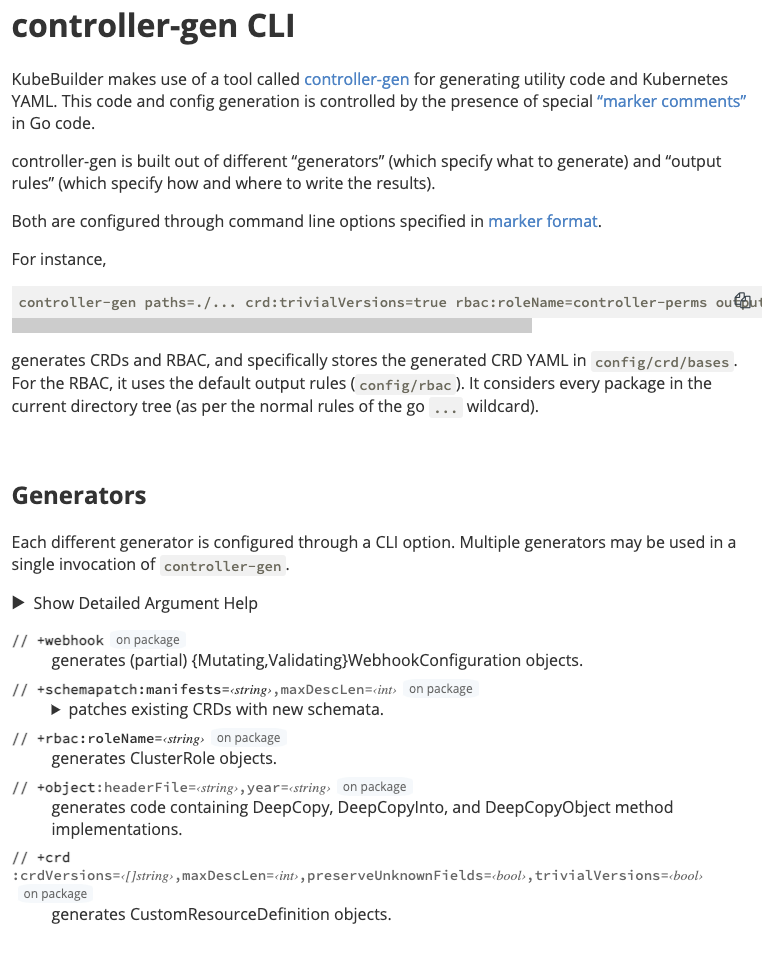 controller-gen CLI
KubeBuilder makes use of a tool called controller-gen for generating utility code and Kubernetes
YAML. This code and config generation is controlled by the presence of special “marker comments”
in Go code.
controller-gen is built out of different “generators” (which specify what to generate) and “output
rules” (which specify how and where to write the results).
Both are configured through command line options specified in marker format.
For instance,
controller-gen paths=./... crd:trivialVersions=true rbac:roleName=controller-perms output
generates CRDs and RBAC, and specifically stores the generated CRD YAML in config/crd/bases.
For the RBAC, it uses the default output rules (config/rbac). It considers every package in the
current directory tree (as per the normal rules of the go ... wildcard).
Generators
Each different generator is configured through a CLI option. Multiple generators may be used in a
single invocation of controller-gen.
▶ Show Detailed Argument Help
// +webhook on package
generates (partial) {Mutating,Validating}WebhookConfiguration objects.
// +schemapatch:manifests=‹string›,maxDescLen=‹int› on package
▶ patches existing CRDs with new schemata.
// +rbac:roleName=‹string› on package
generates ClusterRole objects.
// +object:headerFile=‹string›,year=‹string› on package
generates code containing DeepCopy, DeepCopyInto, and DeepCopyObject method
implementations.
// +crd
:crdVersions=‹[]string›,maxDescLen=‹int›,preserveUnknownFields=‹bool›,trivialVersions=‹bool›
on package
generates CustomResourceDefinition objects.